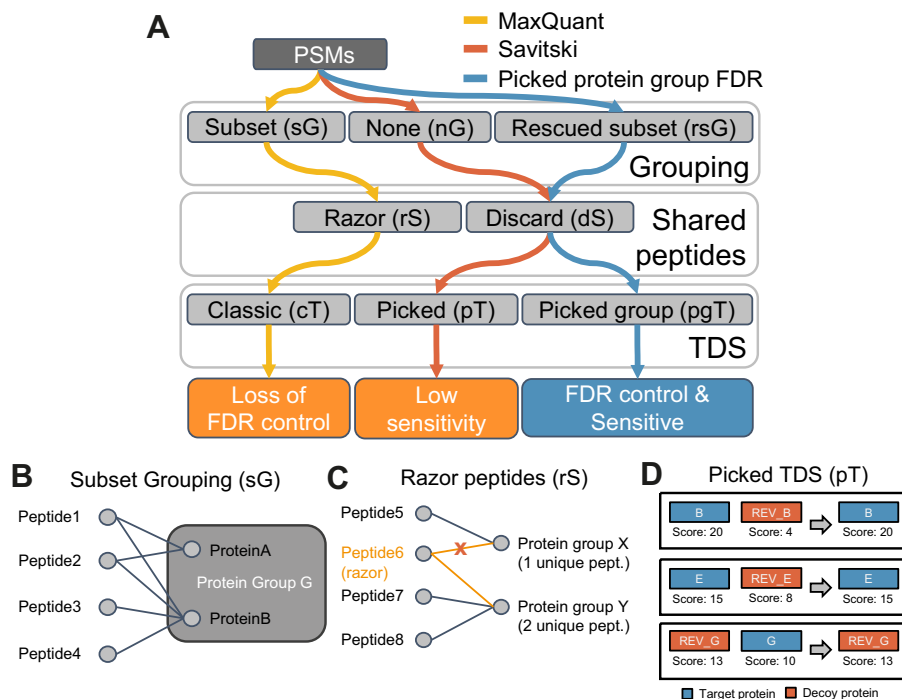 A
MaxQuant
Savitski
Picked protein group FDR
PSMs
Subset (sG)
None (nG)
Rescued subset (rsG)
Grouping
Razor (rS)
Discard (dS)
Shared
peptides
Classic (cT)
Picked (pT)
Picked group (pgT)
TDS
Loss of
FDR control
Low
sensitivity
FDR control &
Sensitive
B
Subset Grouping (sG)
Peptide1
Peptide2
Peptide3
Peptide4
ProteinA
Protein Group G
ProteinB
C
Razor peptides (rS)
Peptide5
Peptide6
(razor)
Peptide7
Peptide8
X
Protein group X
(1 unique pept.)
Protein group Y
(2 unique pept.)
D
Picked TDS (pT)
B REV_B B
Score: 20 Score: 4 Score: 20
E REV_E E
Score: 15 Score: 8 Score: 15
REV_G G REV_G
Score: 13 Score: 10 Score: 13
Target protein Decoy protein